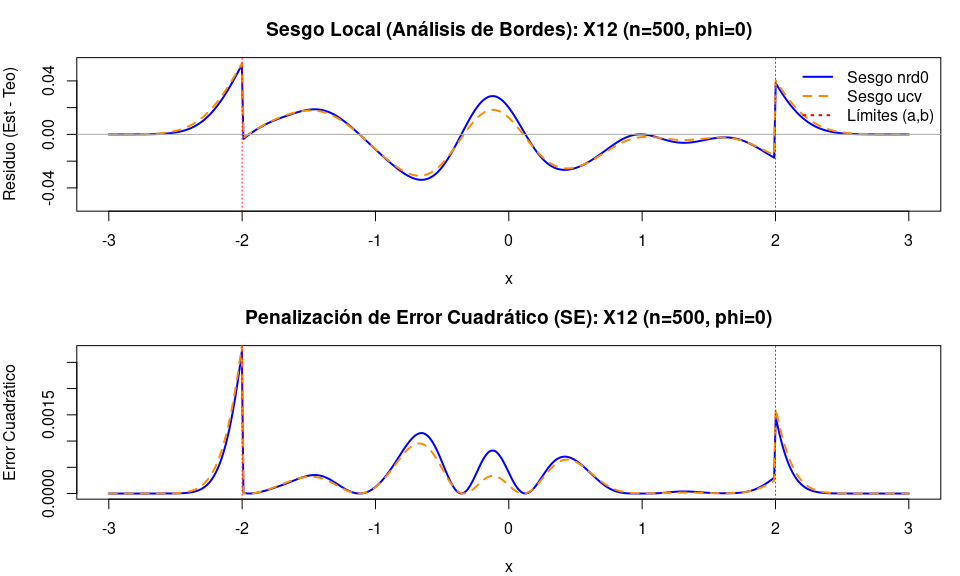 Sesgo Local (Análisis de Bordes): X12 (n=500, phi=0)
Residuo (Est - Teo)
0.04
0.00
-0.04
Sesgo nrd0
Sesgo ucv
Límites (a,b)
-3 -2 -1 0 1 2 3
x
Penalización de Error Cuadrático (SE): X12 (n=500, phi=0)
Error Cuadrático
0.0015
0.0000
-3 -2 -1 0 1 2 3
x